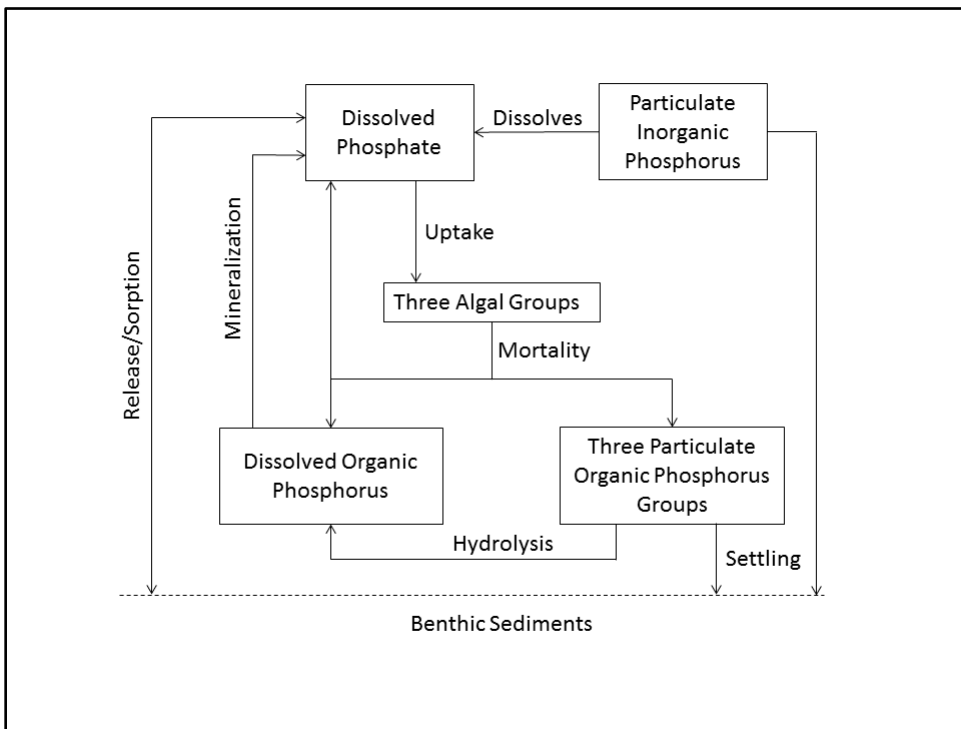 Dissolved
Phosphate
Dissolves
Particulate
Inorganic
Phosphorus
Uptake
Mineralization
Release/Sorption
Three Algal Groups
Mortality
Dissolved Organic
Phosphorus
Three Particulate
Organic Phosphorus
Groups
Hydrolysis
Settling
Benthic Sediments